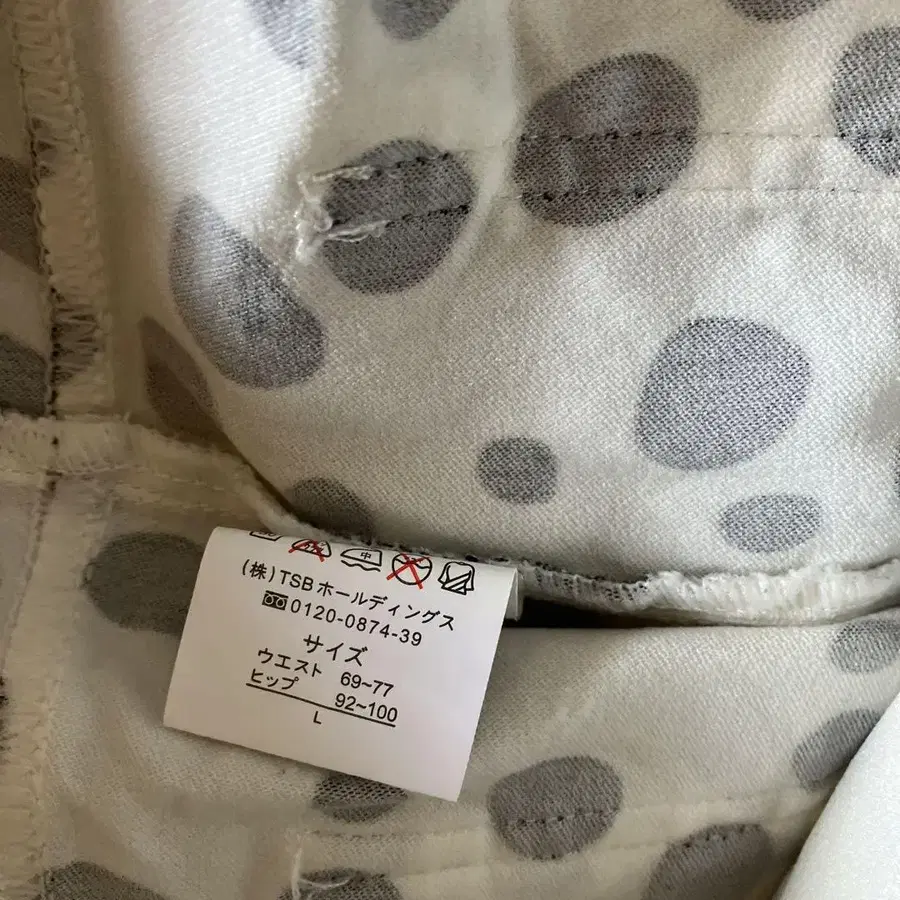 中
(株)TSBホールディングス
0120-0874-39
サイズ
ウエスト 69~77
ヒップ 92~100
L